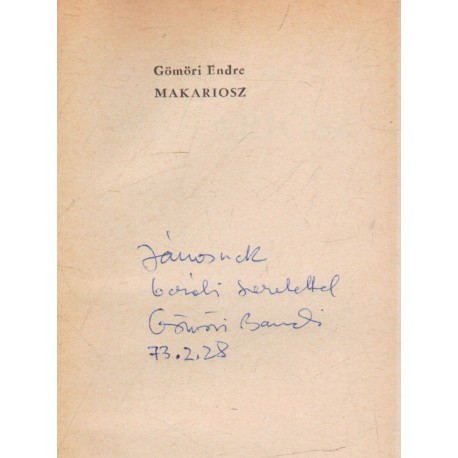 Gömöri Endre
MAKARIOSZ
Jánosnak
baráti szeretettel
Gömöri Bandi
73.2.28